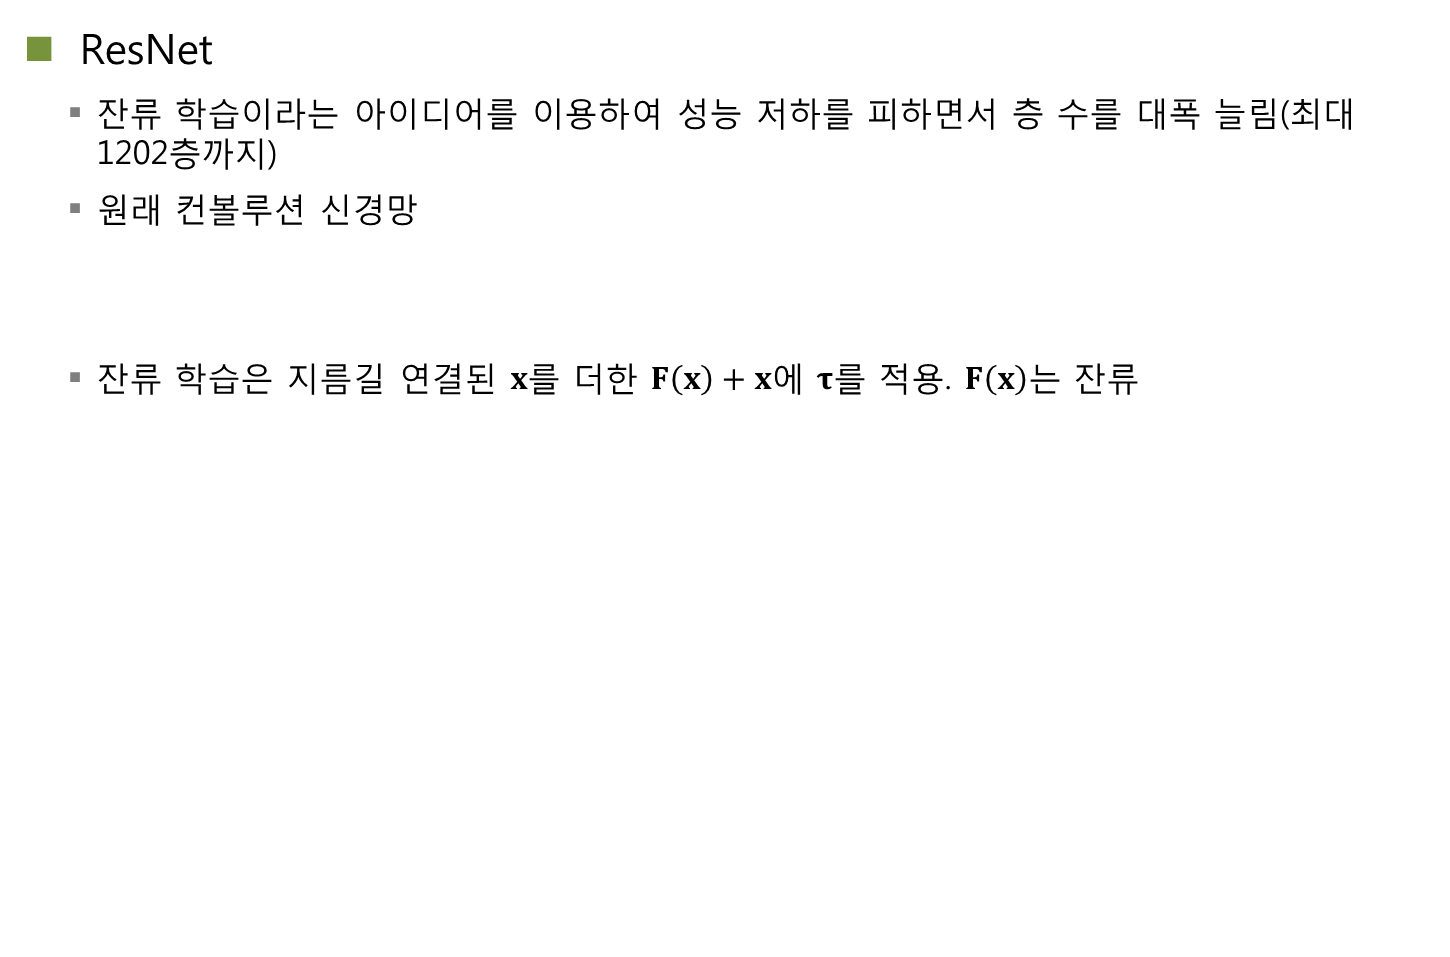 ResNet
잔류 학습이라는 아이디어를 이용하여 성능 저하를 피하면서 층 수를 대폭 늘림(최대
1202층까지)
원래 컨볼루션 신경망
잔류 학습은 지름길 연결된 𝐱를 더한 𝐅(𝐱) + 𝐱에 𝛕를 적용. 𝐅(𝐱)는 잔류